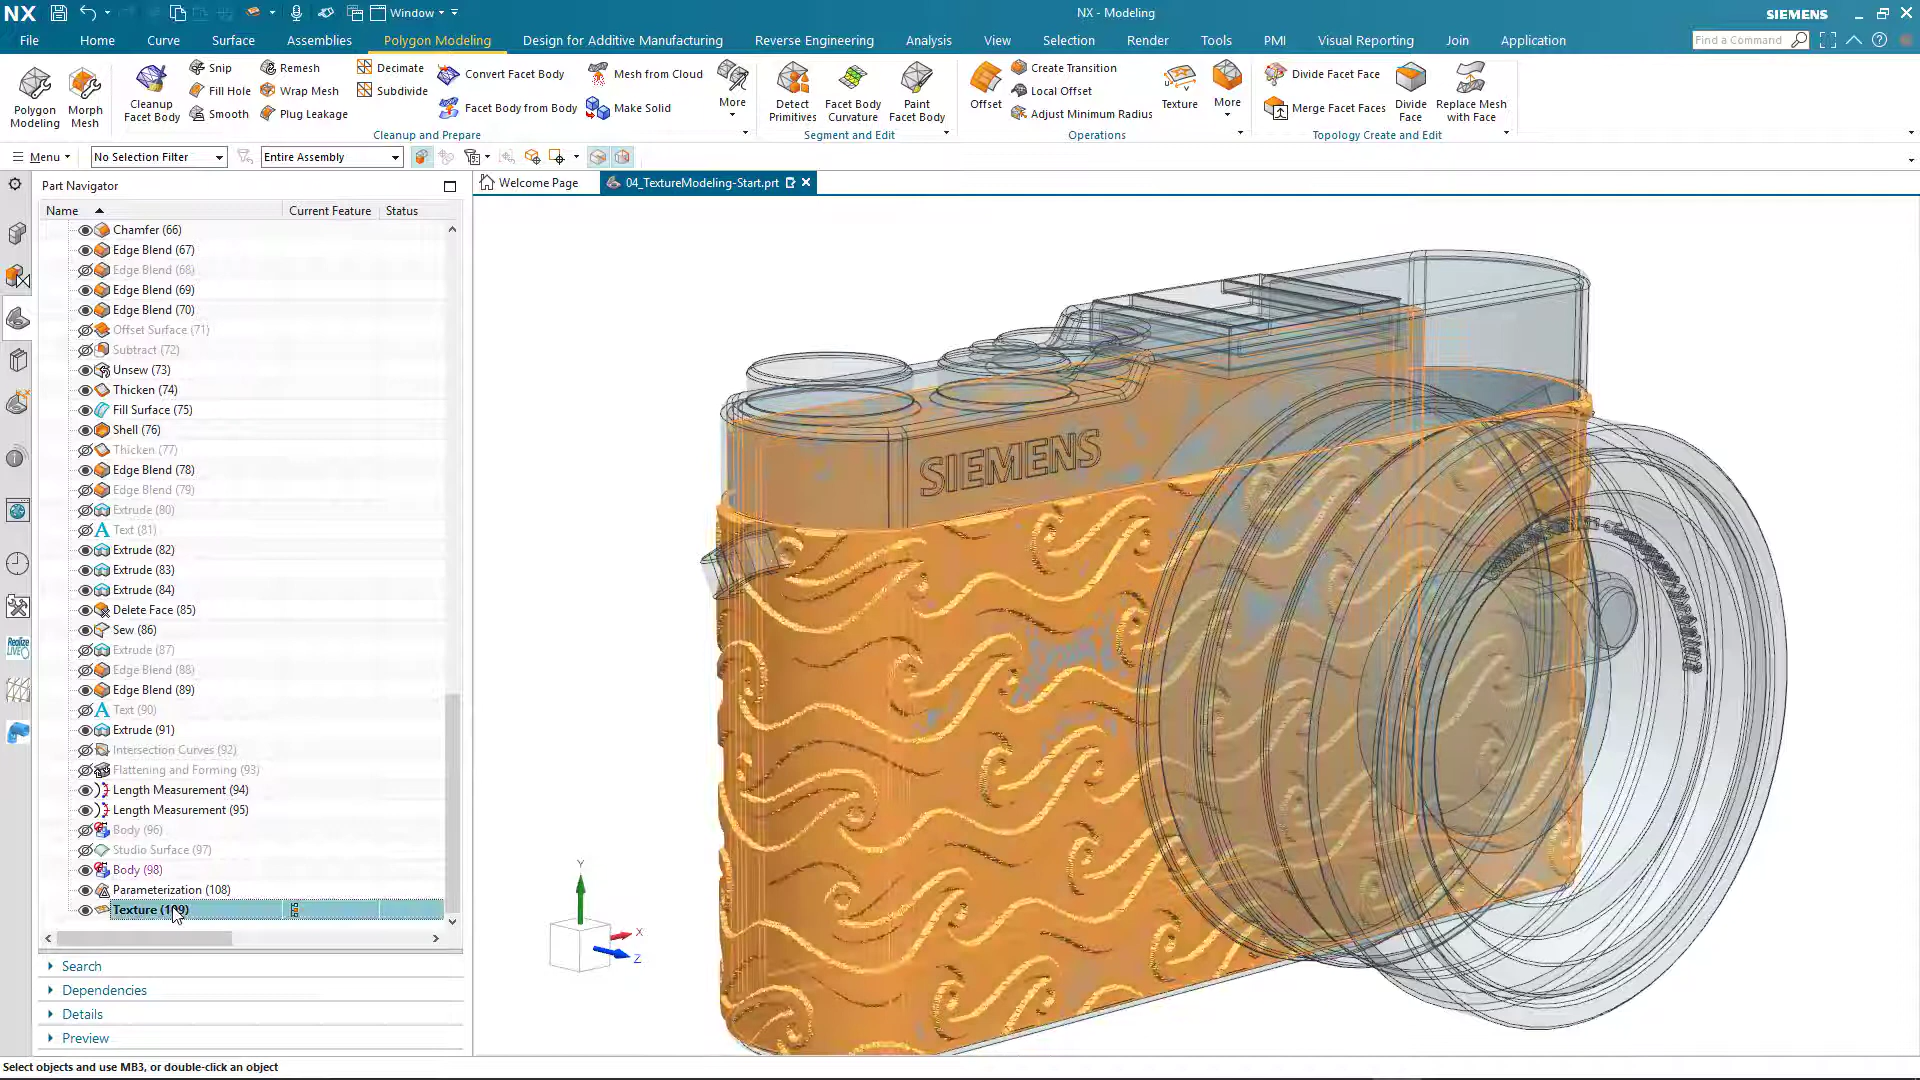 NX
Window
NX - Modeling
SIEMENS
File
Home
Curve
Surface
Assemblies
Polygon Modeling
Design for Additive Manufacturing
Reverse Engineering
Analysis
View
Selection
Render
Tools
PMI
Visual Reporting
Join
Application
Find a Command
Polygon
Modeling
Morph
Mesh
Cleanup
Facet Body
Snip
Fill Hole
Smooth
Remesh
Wrap Mesh
Plug Leakage
Decimate
Subdivide
Convert Facet Body
Facet Body from Body
Mesh from Cloud
Make Solid
More
Cleanup and Prepare
Detect
Primitives
Facet Body
Curvature
Paint
Facet Body
Segment and Edit
Offset
Create Transition
Local Offset
Adjust Minimum Radius
Texture
More
Operations
Divide Facet Face
Merge Facet Faces
Divide
Face
Replace Mesh
with Face
Topology Create and Edit
Menu
No Selection Filter
Entire Assembly
Part Navigator
Welcome Page
04_TextureModeling-Start.prt
Name
Current Feature
Status
Chamfer (66)
Edge Blend (67)
Edge Blend (68)
Edge Blend (69)
Edge Blend (70)
Offset Surface (71)
Subtract (72)
Unsew (73)
Thicken (74)
Fill Surface (75)
Shell (76)
Thicken (77)
Edge Blend (78)
Edge Blend (79)
Extrude (80)
Text (81)
Extrude (82)
Extrude (83)
Extrude (84)
Delete Face (85)
Sew (86)
Extrude (87)
Edge Blend (88)
Edge Blend (89)
Text (90)
Extrude (91)
Intersection Curves (92)
Flattening and Forming (93)
Length Measurement (94)
Length Measurement (95)
Body (96)
Studio Surface (97)
Body (98)
Parameterization (108)
Texture (109)
Search
Dependencies
Details
Preview
SIEMENS
Y
X
Z
Select objects and use MB3, or double-click an object